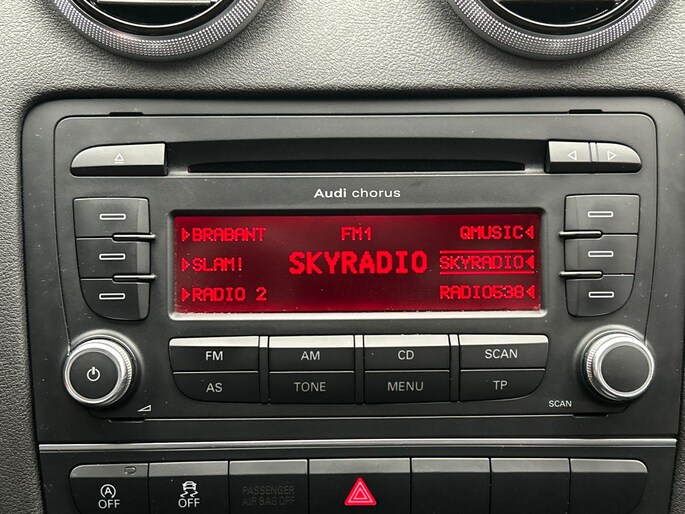 Audi chorus
BRABANT FM1 QMUSIC
SLAM! SKYRADIO SKYRADIO
RADIO 2 RADIO538
FM AM CD SCAN
AS TONE MENU TP
SCAN
A OFF OFF PASSENGER AIR BAG OFF